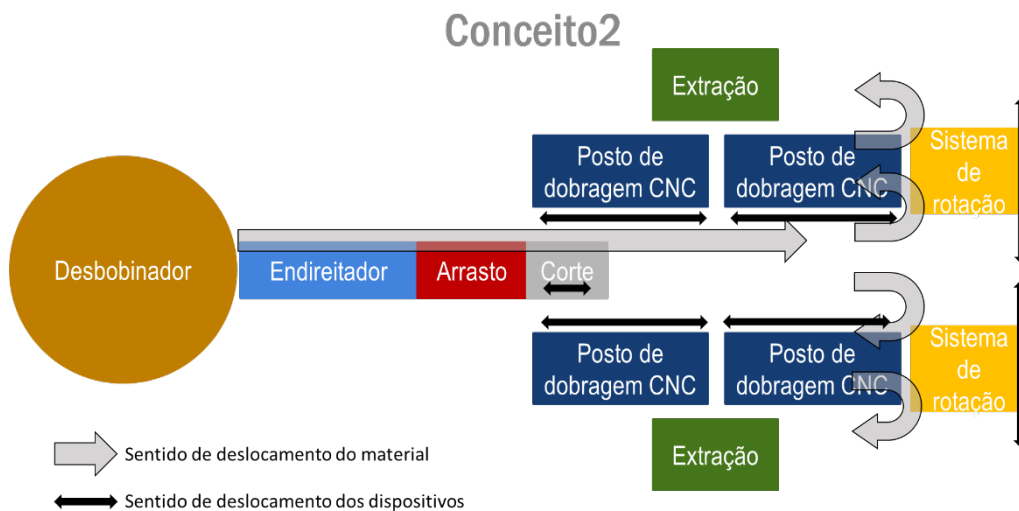 Conceito2
Extração
Posto de
dobragem CNC
Posto de
dobragem CNC
Sistema
de
rotação
Desbobinador
Endireitador
Arrasto
Corte
Posto de
dobragem CNC
Posto de
dobragem CNC
Sistema
de
rotação
Extração
Sentido de deslocamento do material
Sentido de deslocamento dos dispositivos